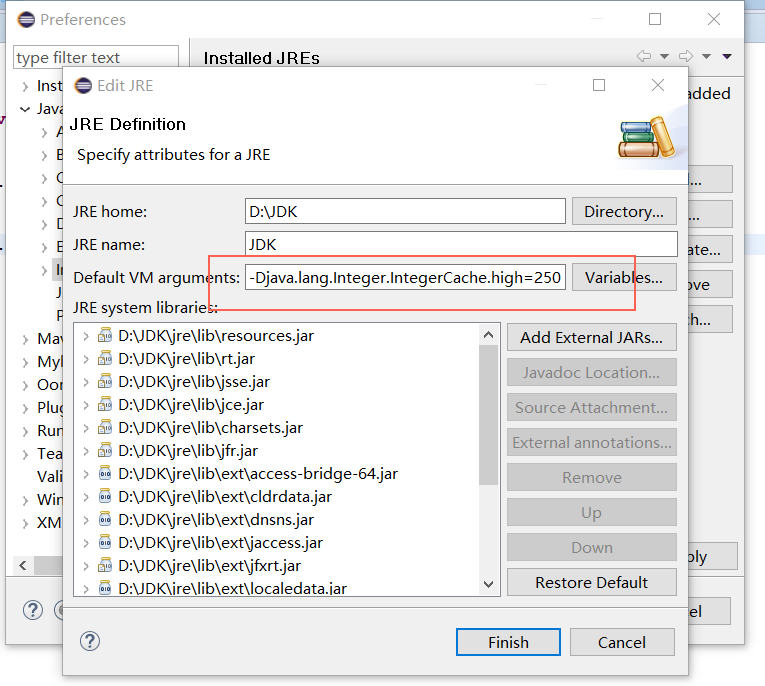 Preferences
type filter text
Installed JREs
Inst
Java
added
Edit JRE
JRE Definition
Specify attributes for a JRE
JRE home:
D:\JDK
Directory...
JRE name:
JDK
Default VM arguments:
-Djava.lang.Integer.IntegerCache.high=250
Variables...
JRE system libraries:
D:\JDK\jre\lib\resources.jar
D:\JDK\jre\lib\rt.jar
D:\JDK\jre\lib\jsse.jar
D:\JDK\jre\lib\jce.jar
D:\JDK\jre\lib\charsets.jar
D:\JDK\jre\lib\jfr.jar
D:\JDK\jre\lib\ext\access-bridge-64.jar
D:\JDK\jre\lib\ext\cldrdata.jar
D:\JDK\jre\lib\ext\dnsns.jar
D:\JDK\jre\lib\ext\jaccess.jar
D:\JDK\jre\lib\ext\jfxrt.jar
D:\JDK\jre\lib\ext\localedata.jar
Add External JARs...
Javadoc Location...
Source Attachment...
External annotations...
Remove
Up
Down
Restore Default
Mav
Myl
Oor
Plug
Run
Tea
Vali
Win
XM
ate...
ove
ch...
ply
el
Finish
Cancel